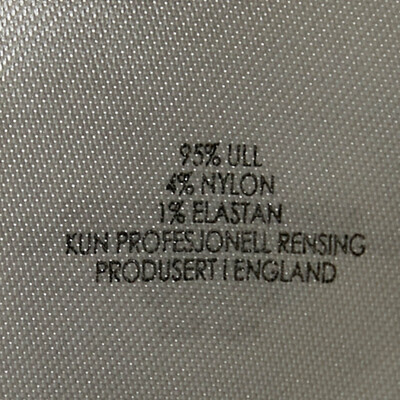 95% ULL
4% NYLON
1% ELASTAN
KUN PROFESJONELL RENSING
PRODUSERT I ENGLAND